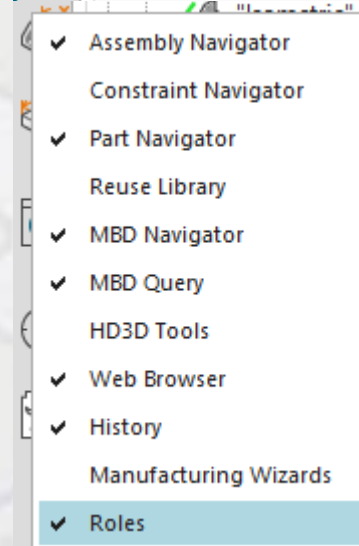 "Isometric"
Assembly Navigator
Constraint Navigator
Part Navigator
Reuse Library
MBD Navigator
MBD Query
HD3D Tools
Web Browser
History
Manufacturing Wizards
Roles